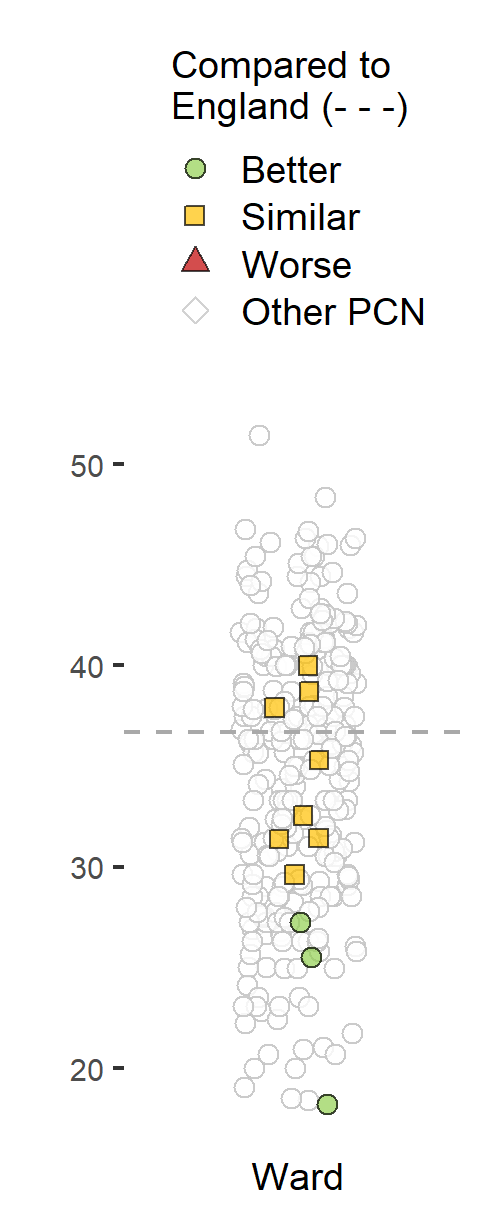 Compared to
England (- - -)
Better
Similar
Worse
Other PCN
50
40
30
20
Ward